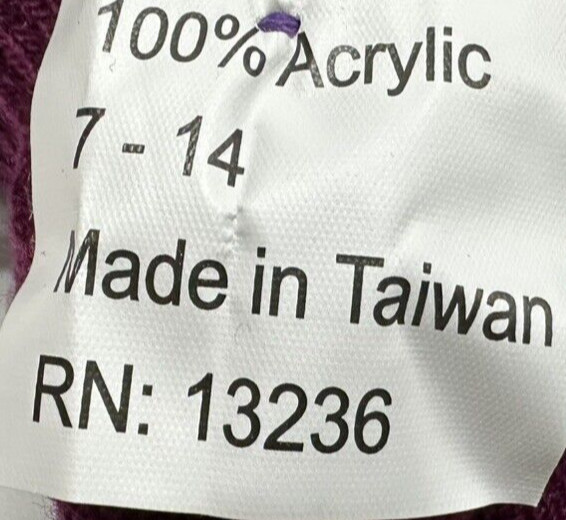 100% Acrylic
7 - 14
Made in Taiwan
RN: 13236